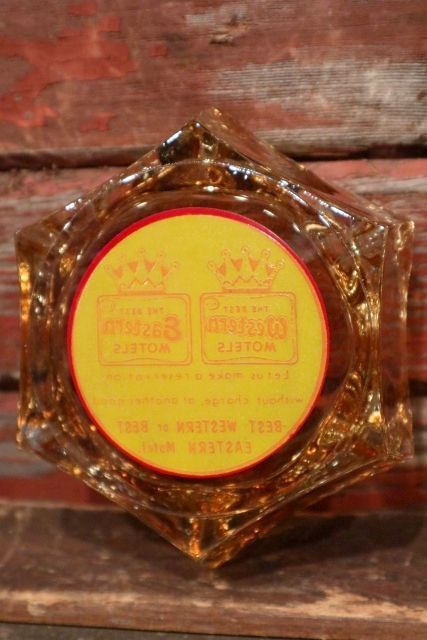 THE BEST
Western
MOTELS
THE BEST
Eastern
MOTELS
Let us make a reservation
without charge, at another good
BEST WESTERN or BEST
EASTERN Motel